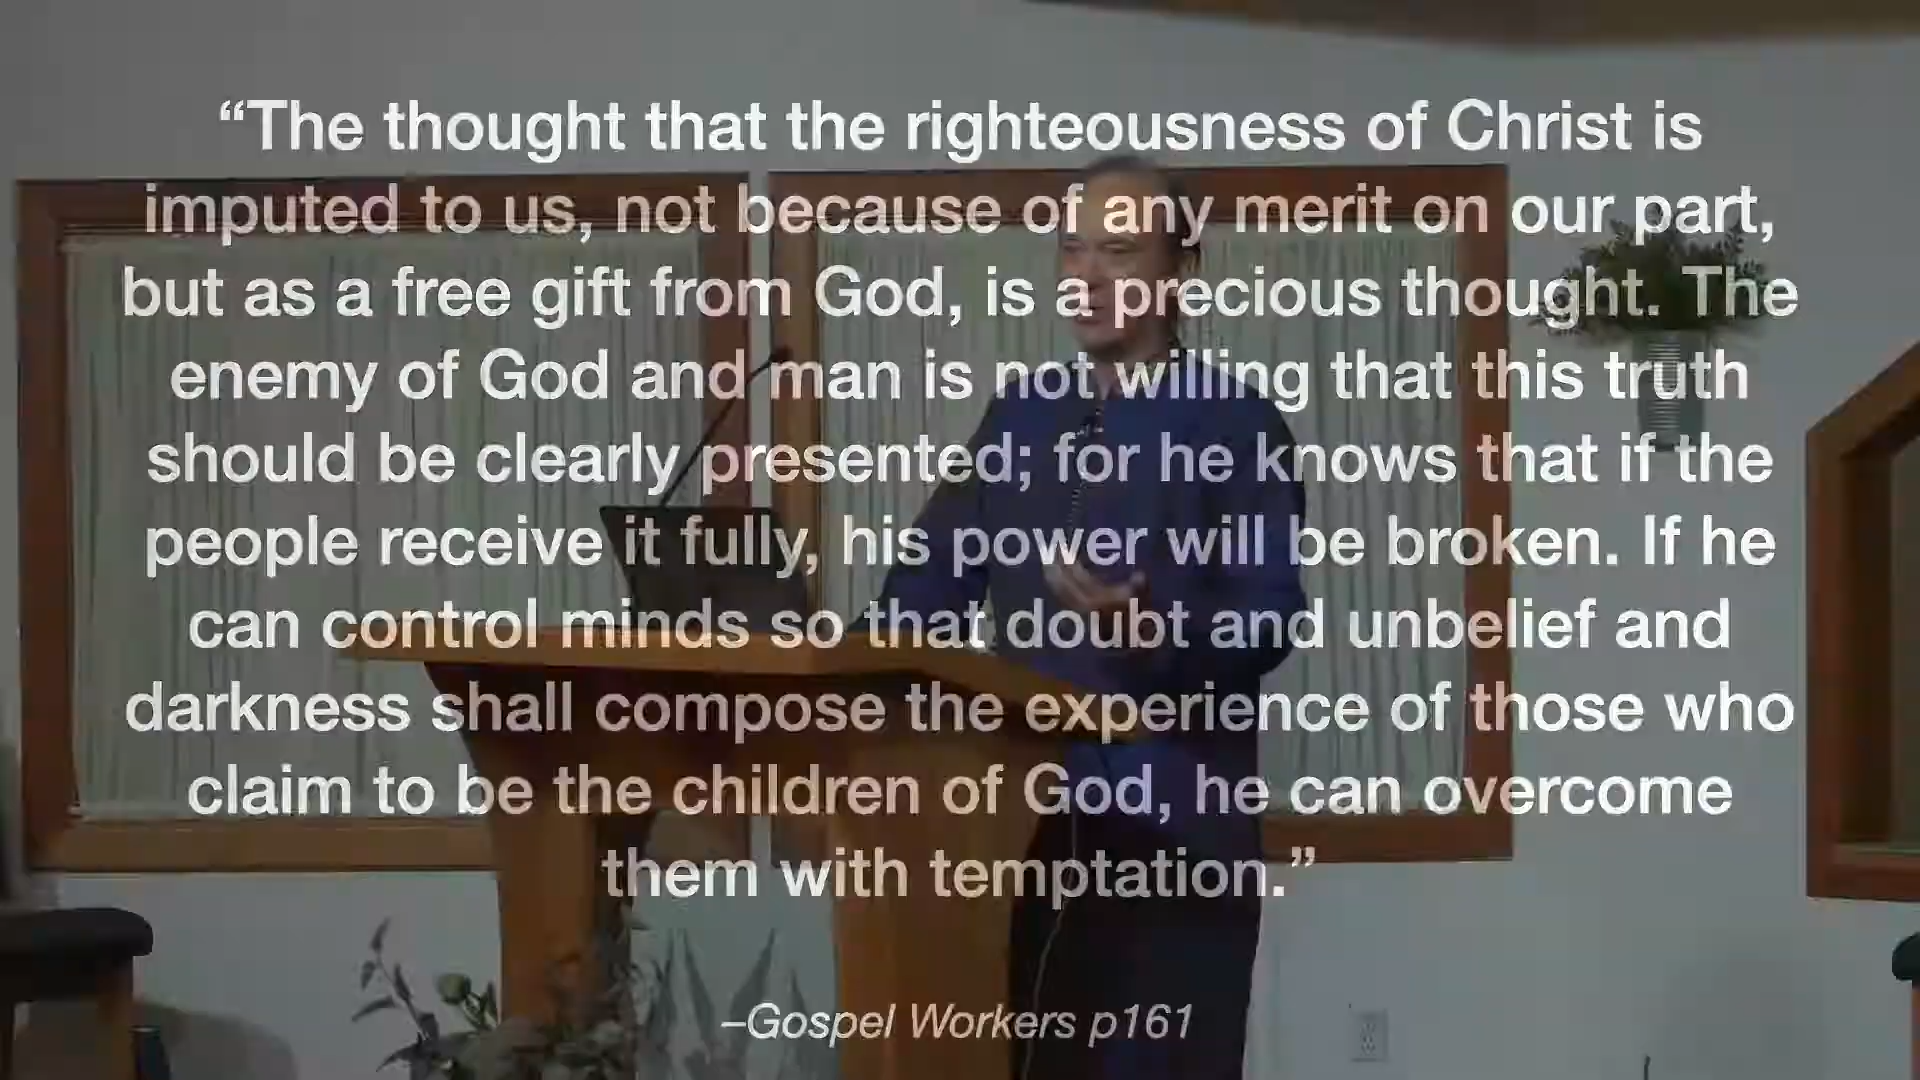 “The thought that the righteousness of Christ is
imputed to us, not because of any merit on our part,
but as a free gift from God, is a precious thought. The
enemy of God and man is not willing that this truth
should be clearly presented; for he knows that if the
people receive it fully, his power will be broken. If he
can control minds so that doubt and unbelief and
darkness shall compose the experience of those who
claim to be the children of God, he can overcome
them with temptation.”
–Gospel Workers p161